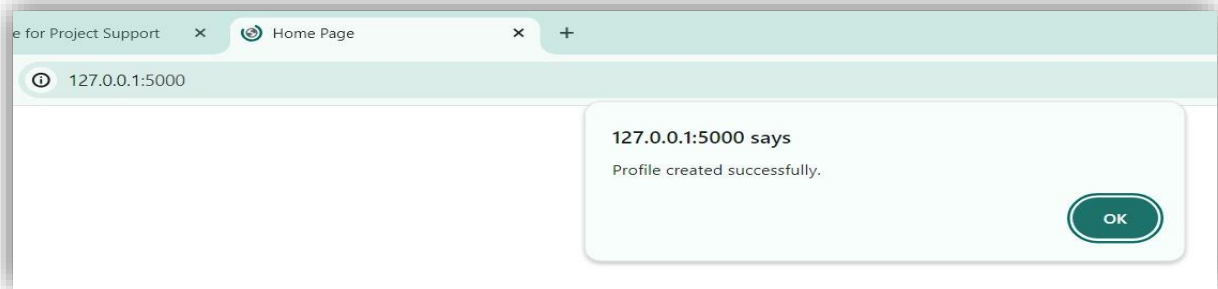 e for Project Support
Home Page
127.0.0.1:5000
127.0.0.1:5000 says
Profile created successfully.
OK